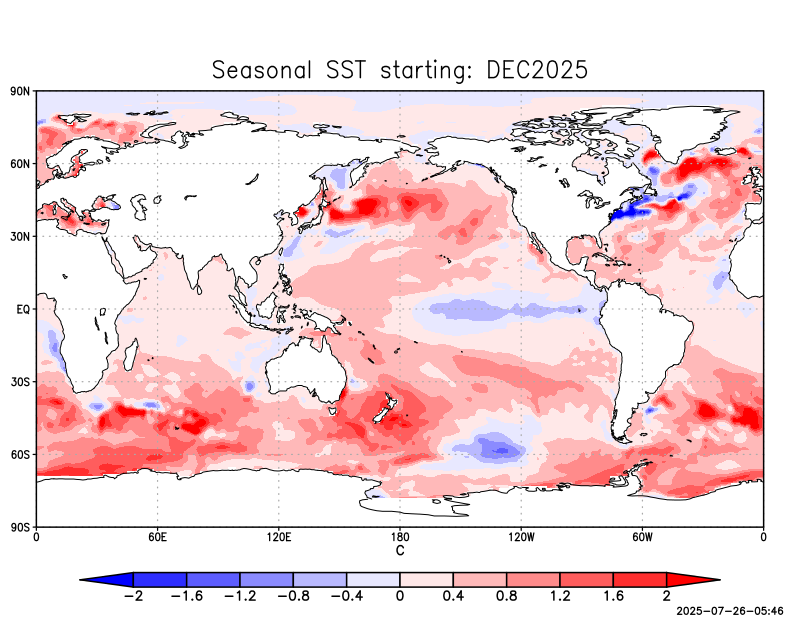 Seasonal SST starting: DEC2025
90N
60N
30N
EQ
30S
60S
90S
0 60E 120E 180 120W 60W 0
C
−2 −1.6 −1.2 −0.8 −0.4 0 0.4 0.8 1.2 1.6 2
2025-07-26-05:46